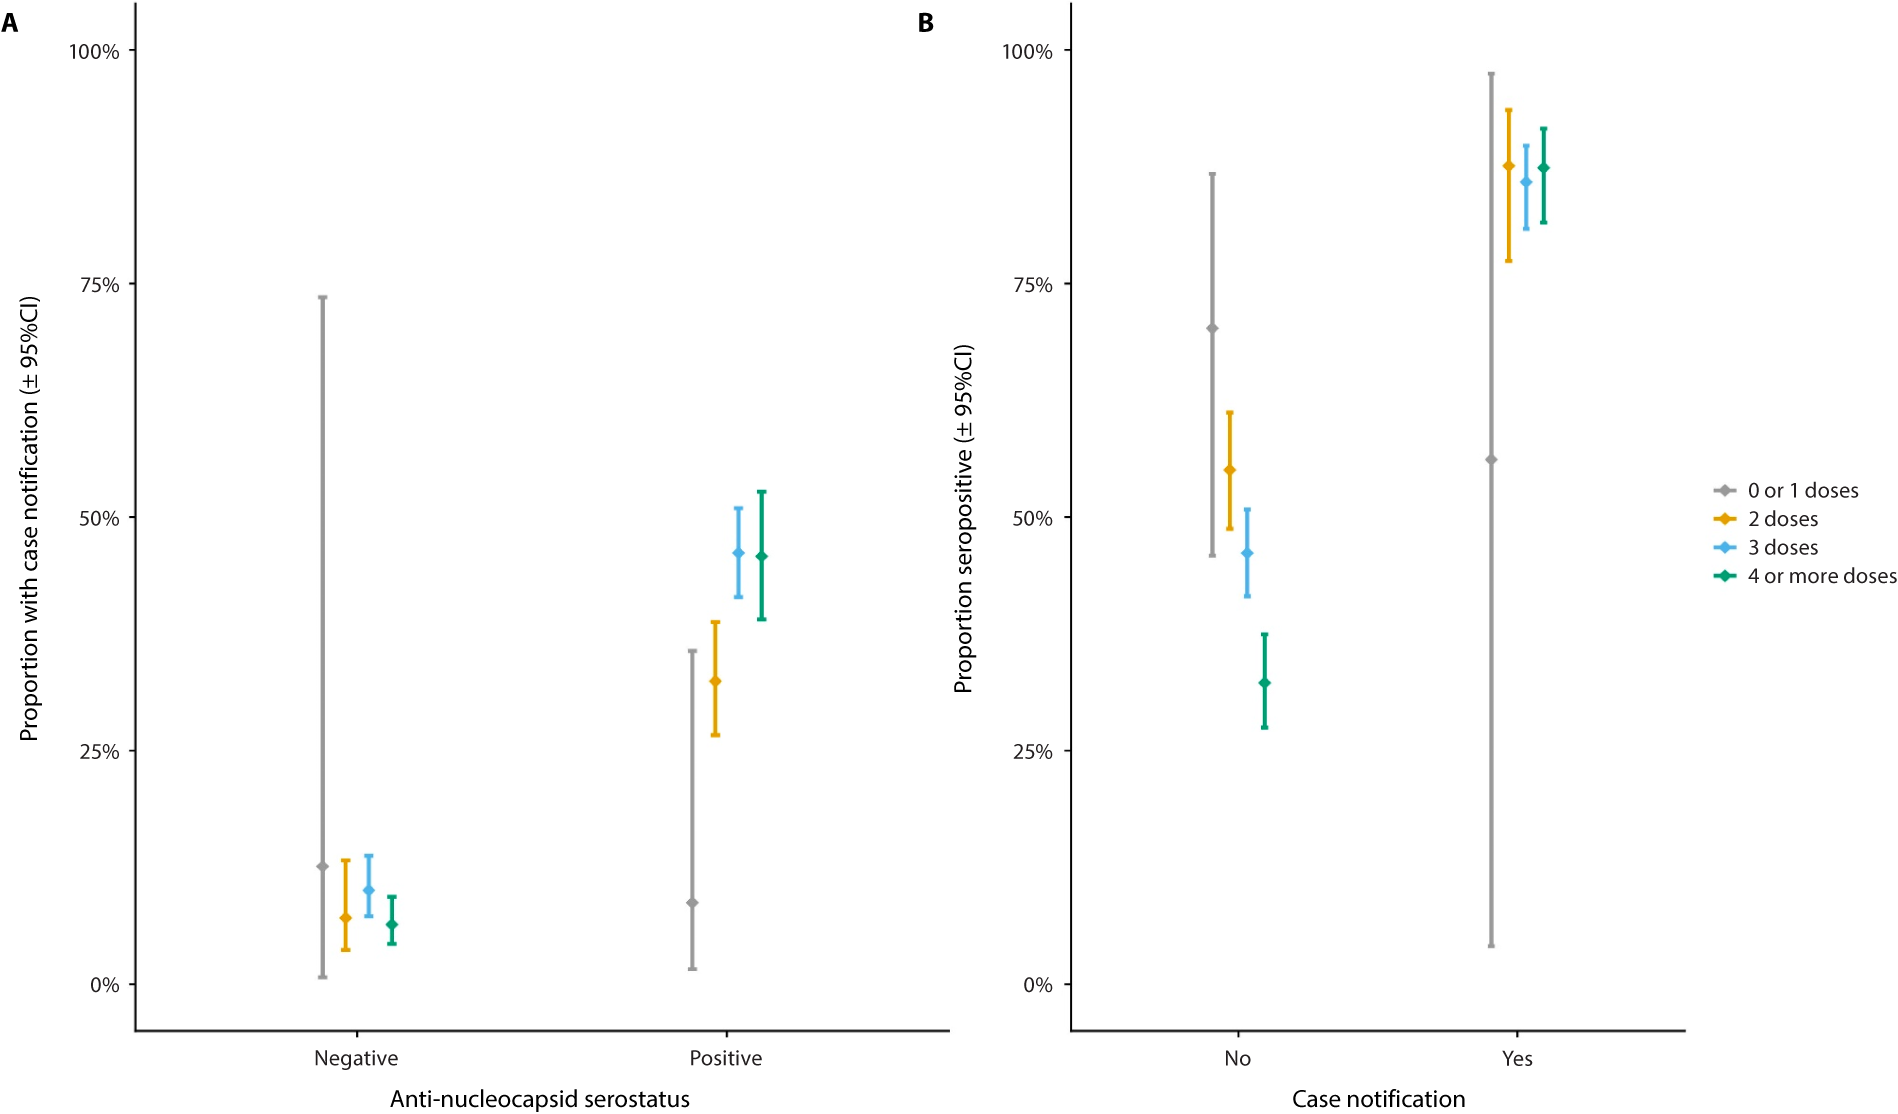 A
100%
75%
50%
25%
0%
Proportion with case notification (± 95%CI)
Negative
Positive
Anti-nucleocapsid serostatus
B
100%
75%
50%
25%
0%
Proportion seropositive (± 95%CI)
No
Yes
Case notification
0 or 1 doses
2 doses
3 doses
4 or more doses